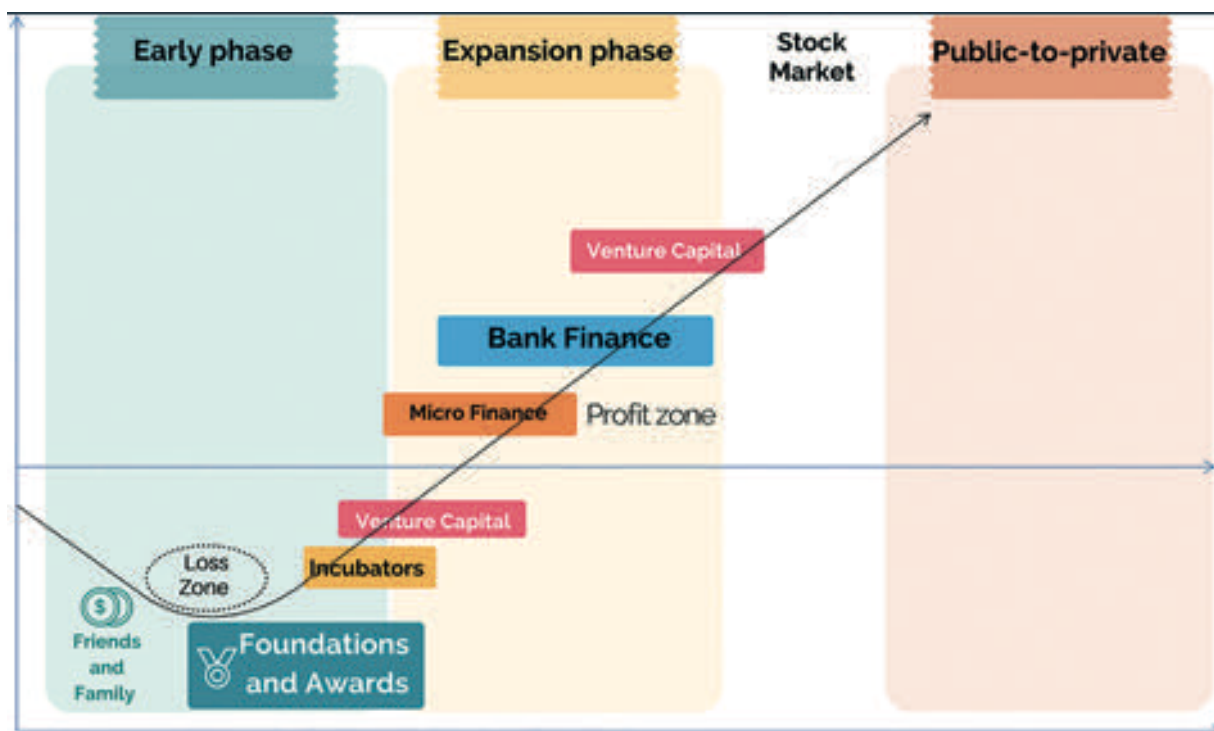 Early phase
Expansion phase
Stock
Market
Public-to-private
Venture Capital
Bank Finance
Micro Finance
Profit zone
Venture Capital
Loss
Zone
Incubators
$
Friends
and
Family
Foundations
and Awards